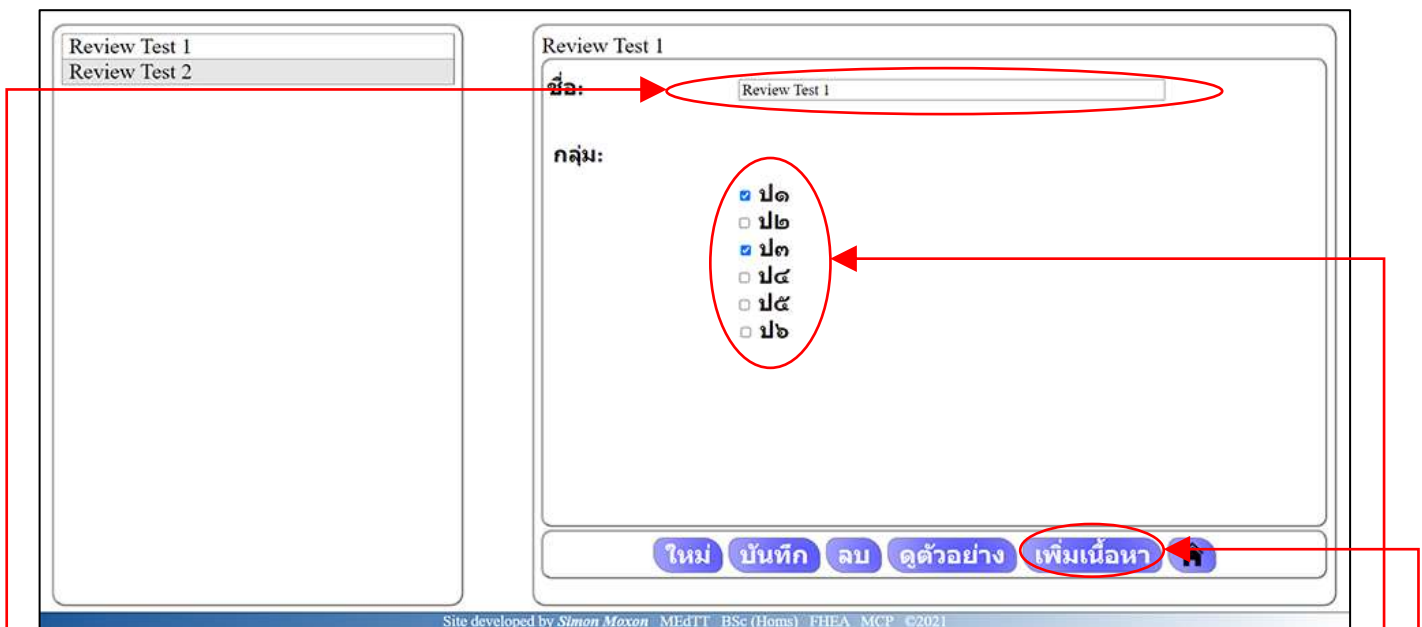 Review Test 1
Review Test 2
Review Test 1
ชื่อ:
Review Test 1
กลุ่ม:
ป๑
ป๒
ป๓
ป๔
ป๕
ป๖
ใหม่ บันทึก ลบ ดูตัวอย่าง เพิ่มเนื้อหา
Site developed by Simon Moxon MEdTT BSc (Homs) FHEA MCP ©2021